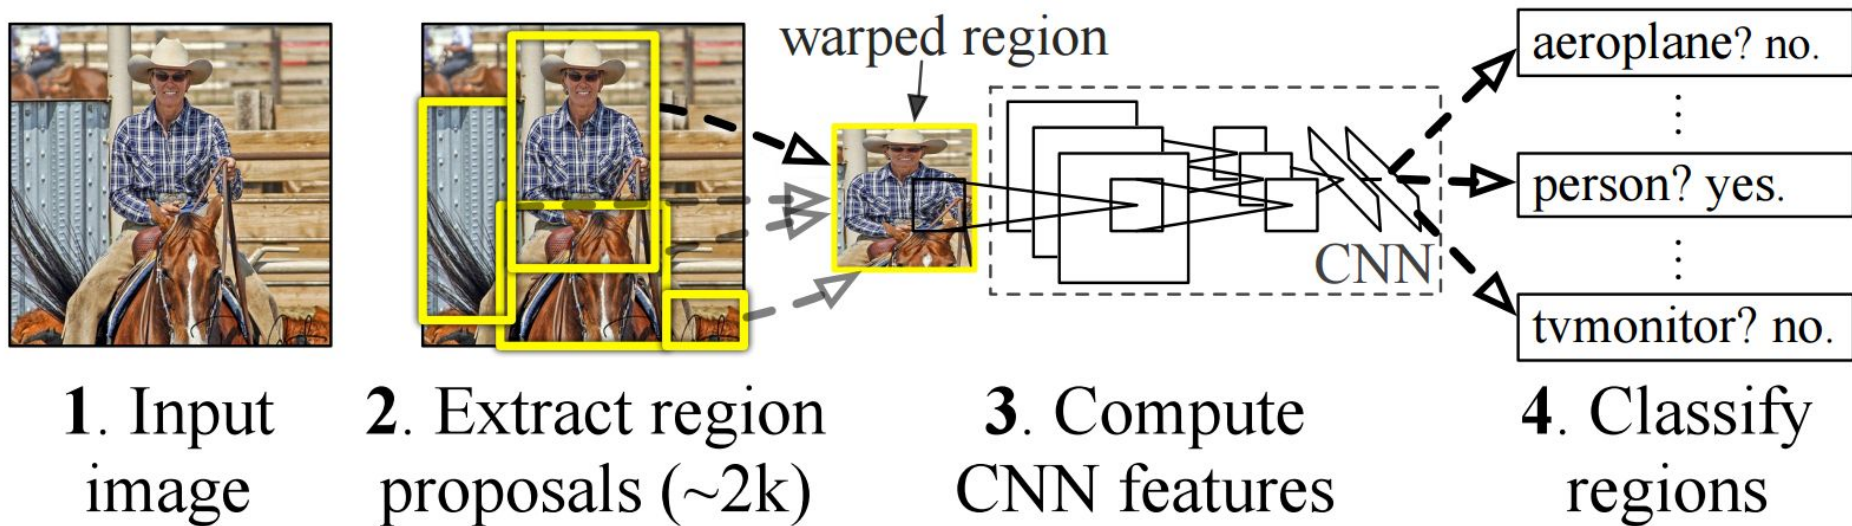 warped region
aeroplane? no.
person? yes.
CNN
tvmonitor? no.
1. Input
image
2. Extract region
proposals (~2k)
3. Compute
CNN features
4. Classify
regions